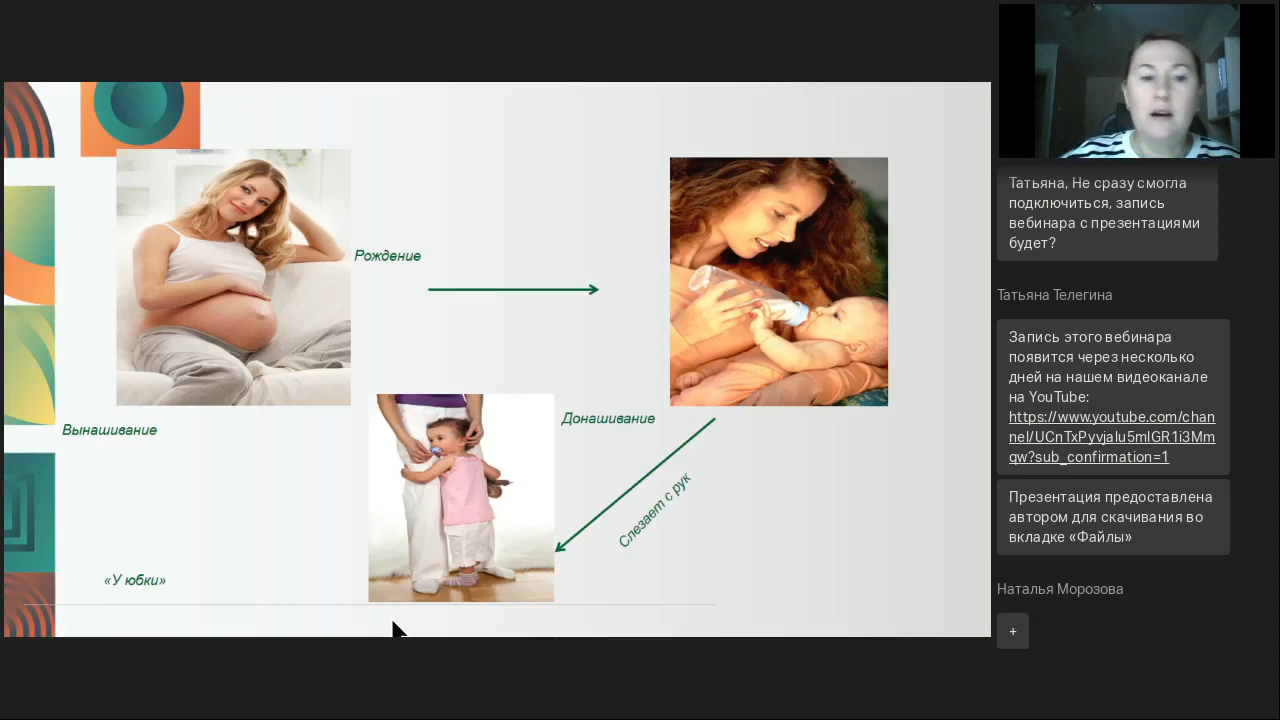 Рождение
Вынашивание
Донашивание
Слезает с рук
«У юбки»
Татьяна, Не сразу смогла
подключиться, запись
вебинара с презентациями
будет?
Татьяна Телегина
Запись этого вебинара
появится через несколько
дней на нашем видеоканале
на YouTube:
https://www.youtube.com/chan
nel/UCnTxPyvjalu5mlGR1i3Mm
qw?sub_confirmation=1
Презентация предоставлена
автором для скачивания во
вкладке «Файлы»
Наталья Морозова
+